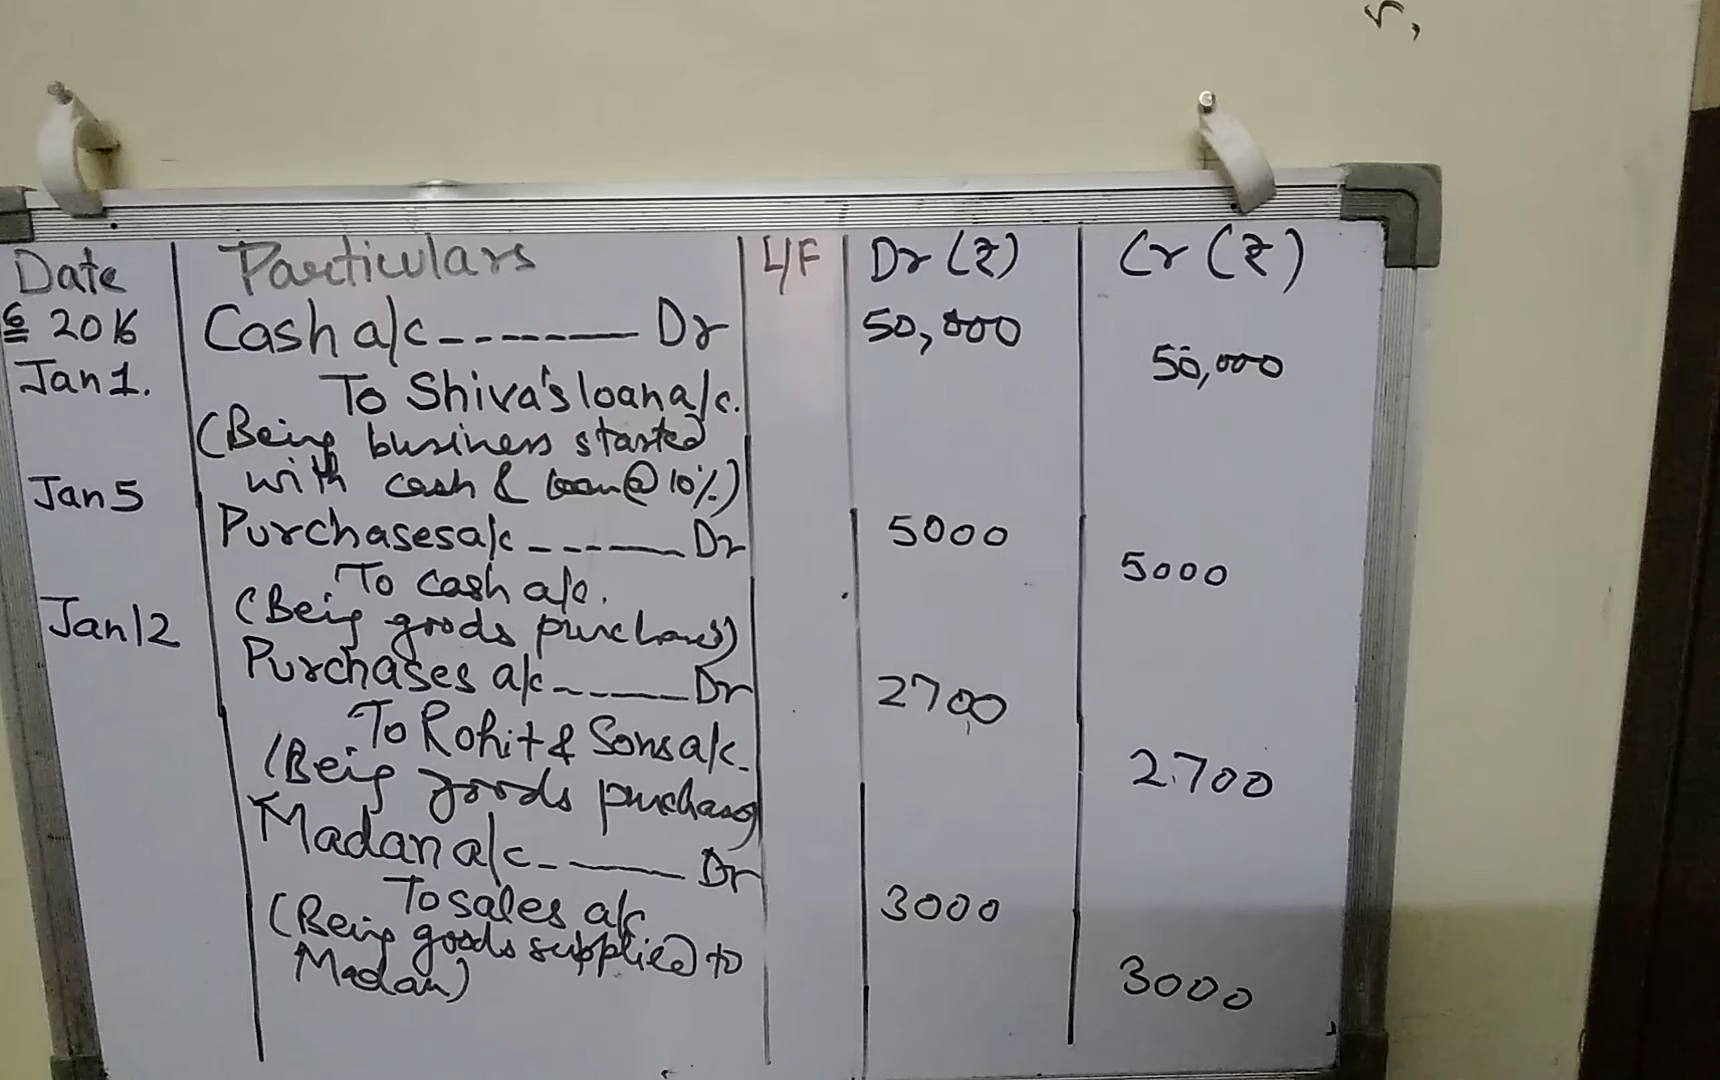 Date Particulars L/F Dr (₹) Cr (₹)
2016 Cash a/c ------- Dr 50,000
Jan 1. To Shiva's loan a/c. 50,000
(Being business started
with cash & loan @ 10%)
Jan 5
Purchases a/c ------ Dr 5000
To cash a/c. 5000
(Being goods purchased)
Jan 12
Purchases a/c ------ Dr 2700
To Rohit & Sons a/c. 2700
(Being goods
Madan a/c ------ Dr
To sales a/c 3000
(Being goods supplied to
Madan) 3000